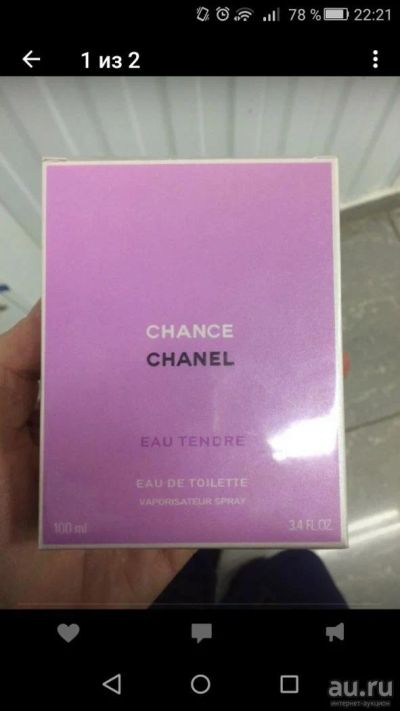 78 % 22:21
1 из 2
CHANCE
CHANEL
EAU TENDRE
EAU DE TOILETTE
VAPORISATEUR SPRAY
100 ml 3.4 FL.OZ.
au.ru
интернет-аукцион